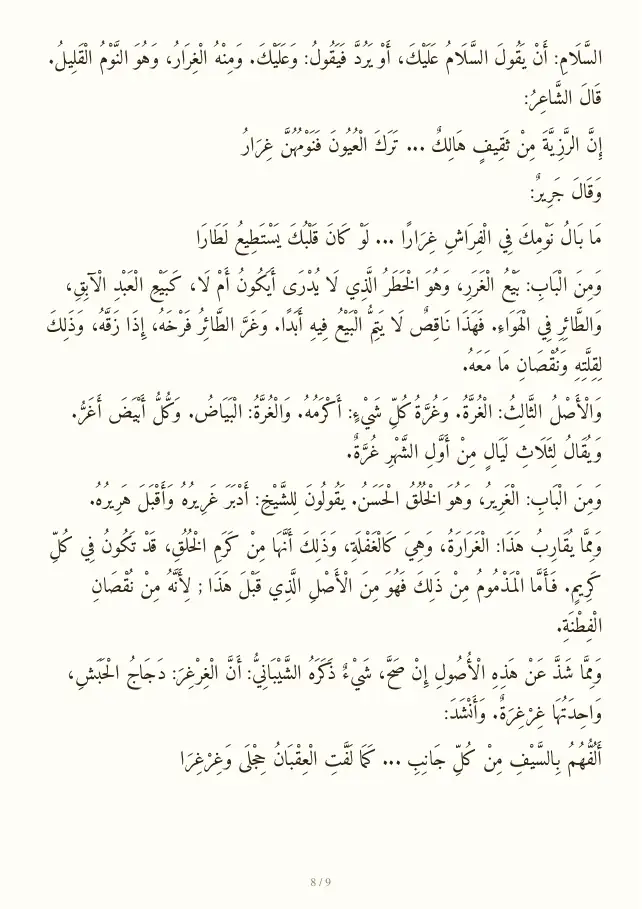 السَّلَامِ: أَنْ يَقُولَ السَّلَامُ عَلَيْكَ، أَوْ يَرُدَّ فَيَقُولُ: وَعَلَيْكَ. وَمِنْهُ الْغِرَارُ، وَهُوَ النَّوْمُ الْقَلِيلُ.
قَالَ الشَّاعِرُ:
إِنَّ الرَّزِيَّةَ مِنْ ثَقِيفٍ هَالِكٌ ... تَرَكَ الْعُيُونَ فَنَوْمُهُنَّ غِرَارُ
وَقَالَ جَرِيرٌ:
مَا بَالُ نَوْمِكَ فِي الْفِرَاشِ غِرَارًا ... لَوْ كَانَ قَلْبُكَ يَسْتَطِيعُ لَطَارَا
وَمِنَ الْبَابِ: بَيْعُ الْغَرَرِ، وَهُوَ الْخَطَرُ الَّذِي لَا يُدْرَى أَيَكُونُ أَمْ لَا، كَبَيْعِ الْعَبْدِ الْآبِقِ،
وَالطَّائِرِ فِي الْهَوَاءِ. فَهَذَا نَاقِصٌ لَا يَتِمُّ الْبَيْعُ فِيهِ أَبَدًا. وَغَرَّ الطَّائِرُ فَرْخَهُ، إِذَا زَقَّهُ، وَذَلِكَ
لِقِلَّتِهِ وَنُقْصَانِ مَا مَعَهُ.
وَالْأَصْلُ الثَّالِثُ: الْغُرَّةُ. وَغُرَّةُ كُلِّ شَيْءٍ: أَكْرَمُهُ. وَالْغُرَّةُ: الْبَيَاضُ. وَكُلُّ أَبْيَضَ أَغَرُّ.
وَيُقَالُ لِثَلَاثِ لَيَالٍ مِنْ أَوَّلِ الشَّهْرِ غُرَّةٌ.
وَمِنَ الْبَابِ: الْغَرِيرُ، وَهُوَ الْخُلُقُ الْحَسَنُ. يَقُولُونَ لِلشَّيْخِ: أَدْبَرَ غَرِيرُهُ وَأَقْبَلَ هَرِيرُهُ.
وَمِمَّا يُقَارِبُ هَذَا: الْغَرَارَةُ، وَهِيَ كَالْغَفْلَةِ، وَذَلِكَ أَنَّهَا مِنْ كَرَمِ الْخُلُقِ، قَدْ تَكُونُ فِي كُلِّ
كَرِيمٍ. فَأَمَّا الْمَذْمُومُ مِنْ ذَلِكَ فَهُوَ مِنَ الْأَصْلِ الَّذِي قَبْلَ هَذَا ; لِأَنَّهُ مِنْ نُقْصَانِ
الْفِطْنَةِ.
وَمِمَّا شَذَّ عَنْ هَذِهِ الْأُصُولِ إِنْ صَحَّ، شَيْءٌ ذَكَرَهُ الشَّيْبَانِيُّ: أَنَّ الْغِرْغِرَ: دَجَاجُ الْحَبَشِ،
وَاحِدَتُهَا غِرْغِرَةٌ. وَأَنْشَدَ:
أَلُفُّهُمُ بِالسَّيْفِ مِنْ كُلِّ جَانِبِ ... كَمَا لَفَّتِ الْعِقْبَانُ حِجْلَى وَغِرْغِرَا
8 / 9